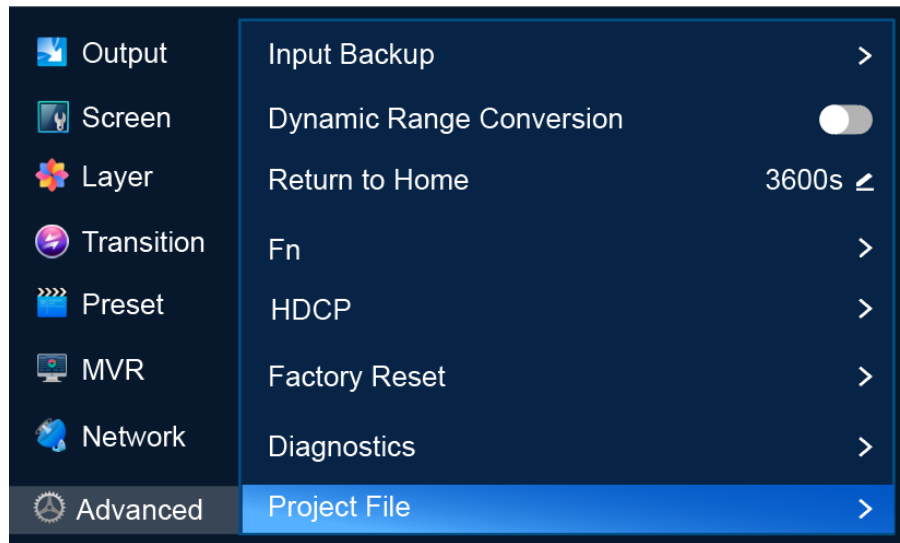 Output
Screen
Layer
Transition
Preset
MVR
Network
Advanced
Input Backup
Dynamic Range Conversion
Return to Home 3600s
Fn
HDCP
Factory Reset
Diagnostics
Project File